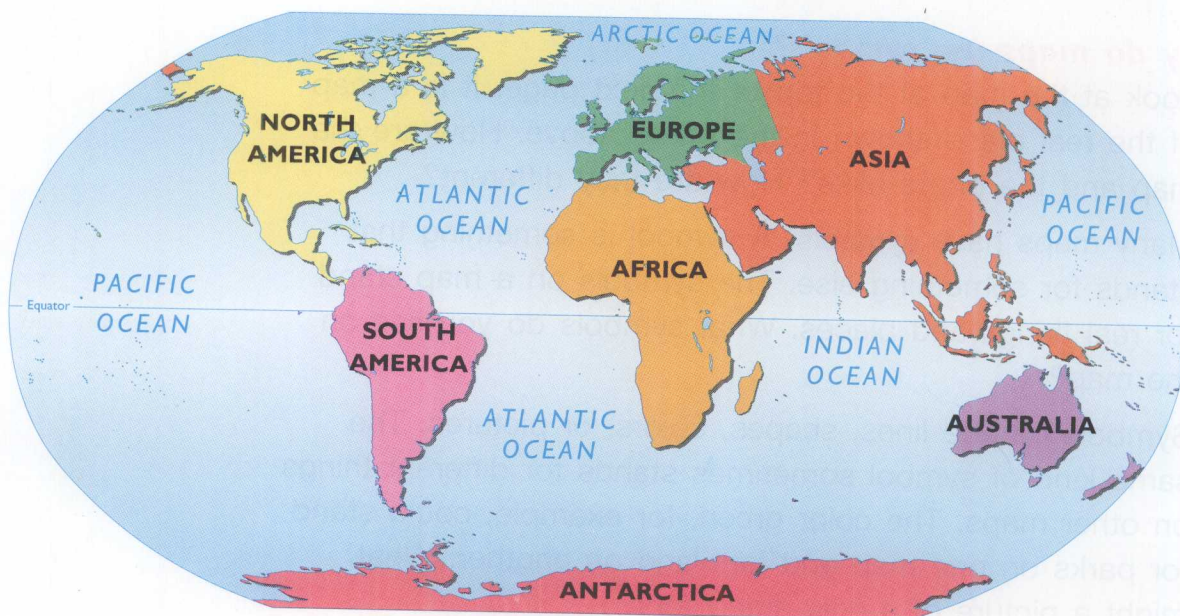 ARCTIC OCEAN
NORTH
AMERICA
EUROPE
ASIA
ATLANTIC
OCEAN
PACIFIC
OCEAN
AFRICA
PACIFIC
OCEAN
Equator
SOUTH
AMERICA
INDIAN
OCEAN
ATLANTIC
OCEAN
AUSTRALIA
ANTARCTICA